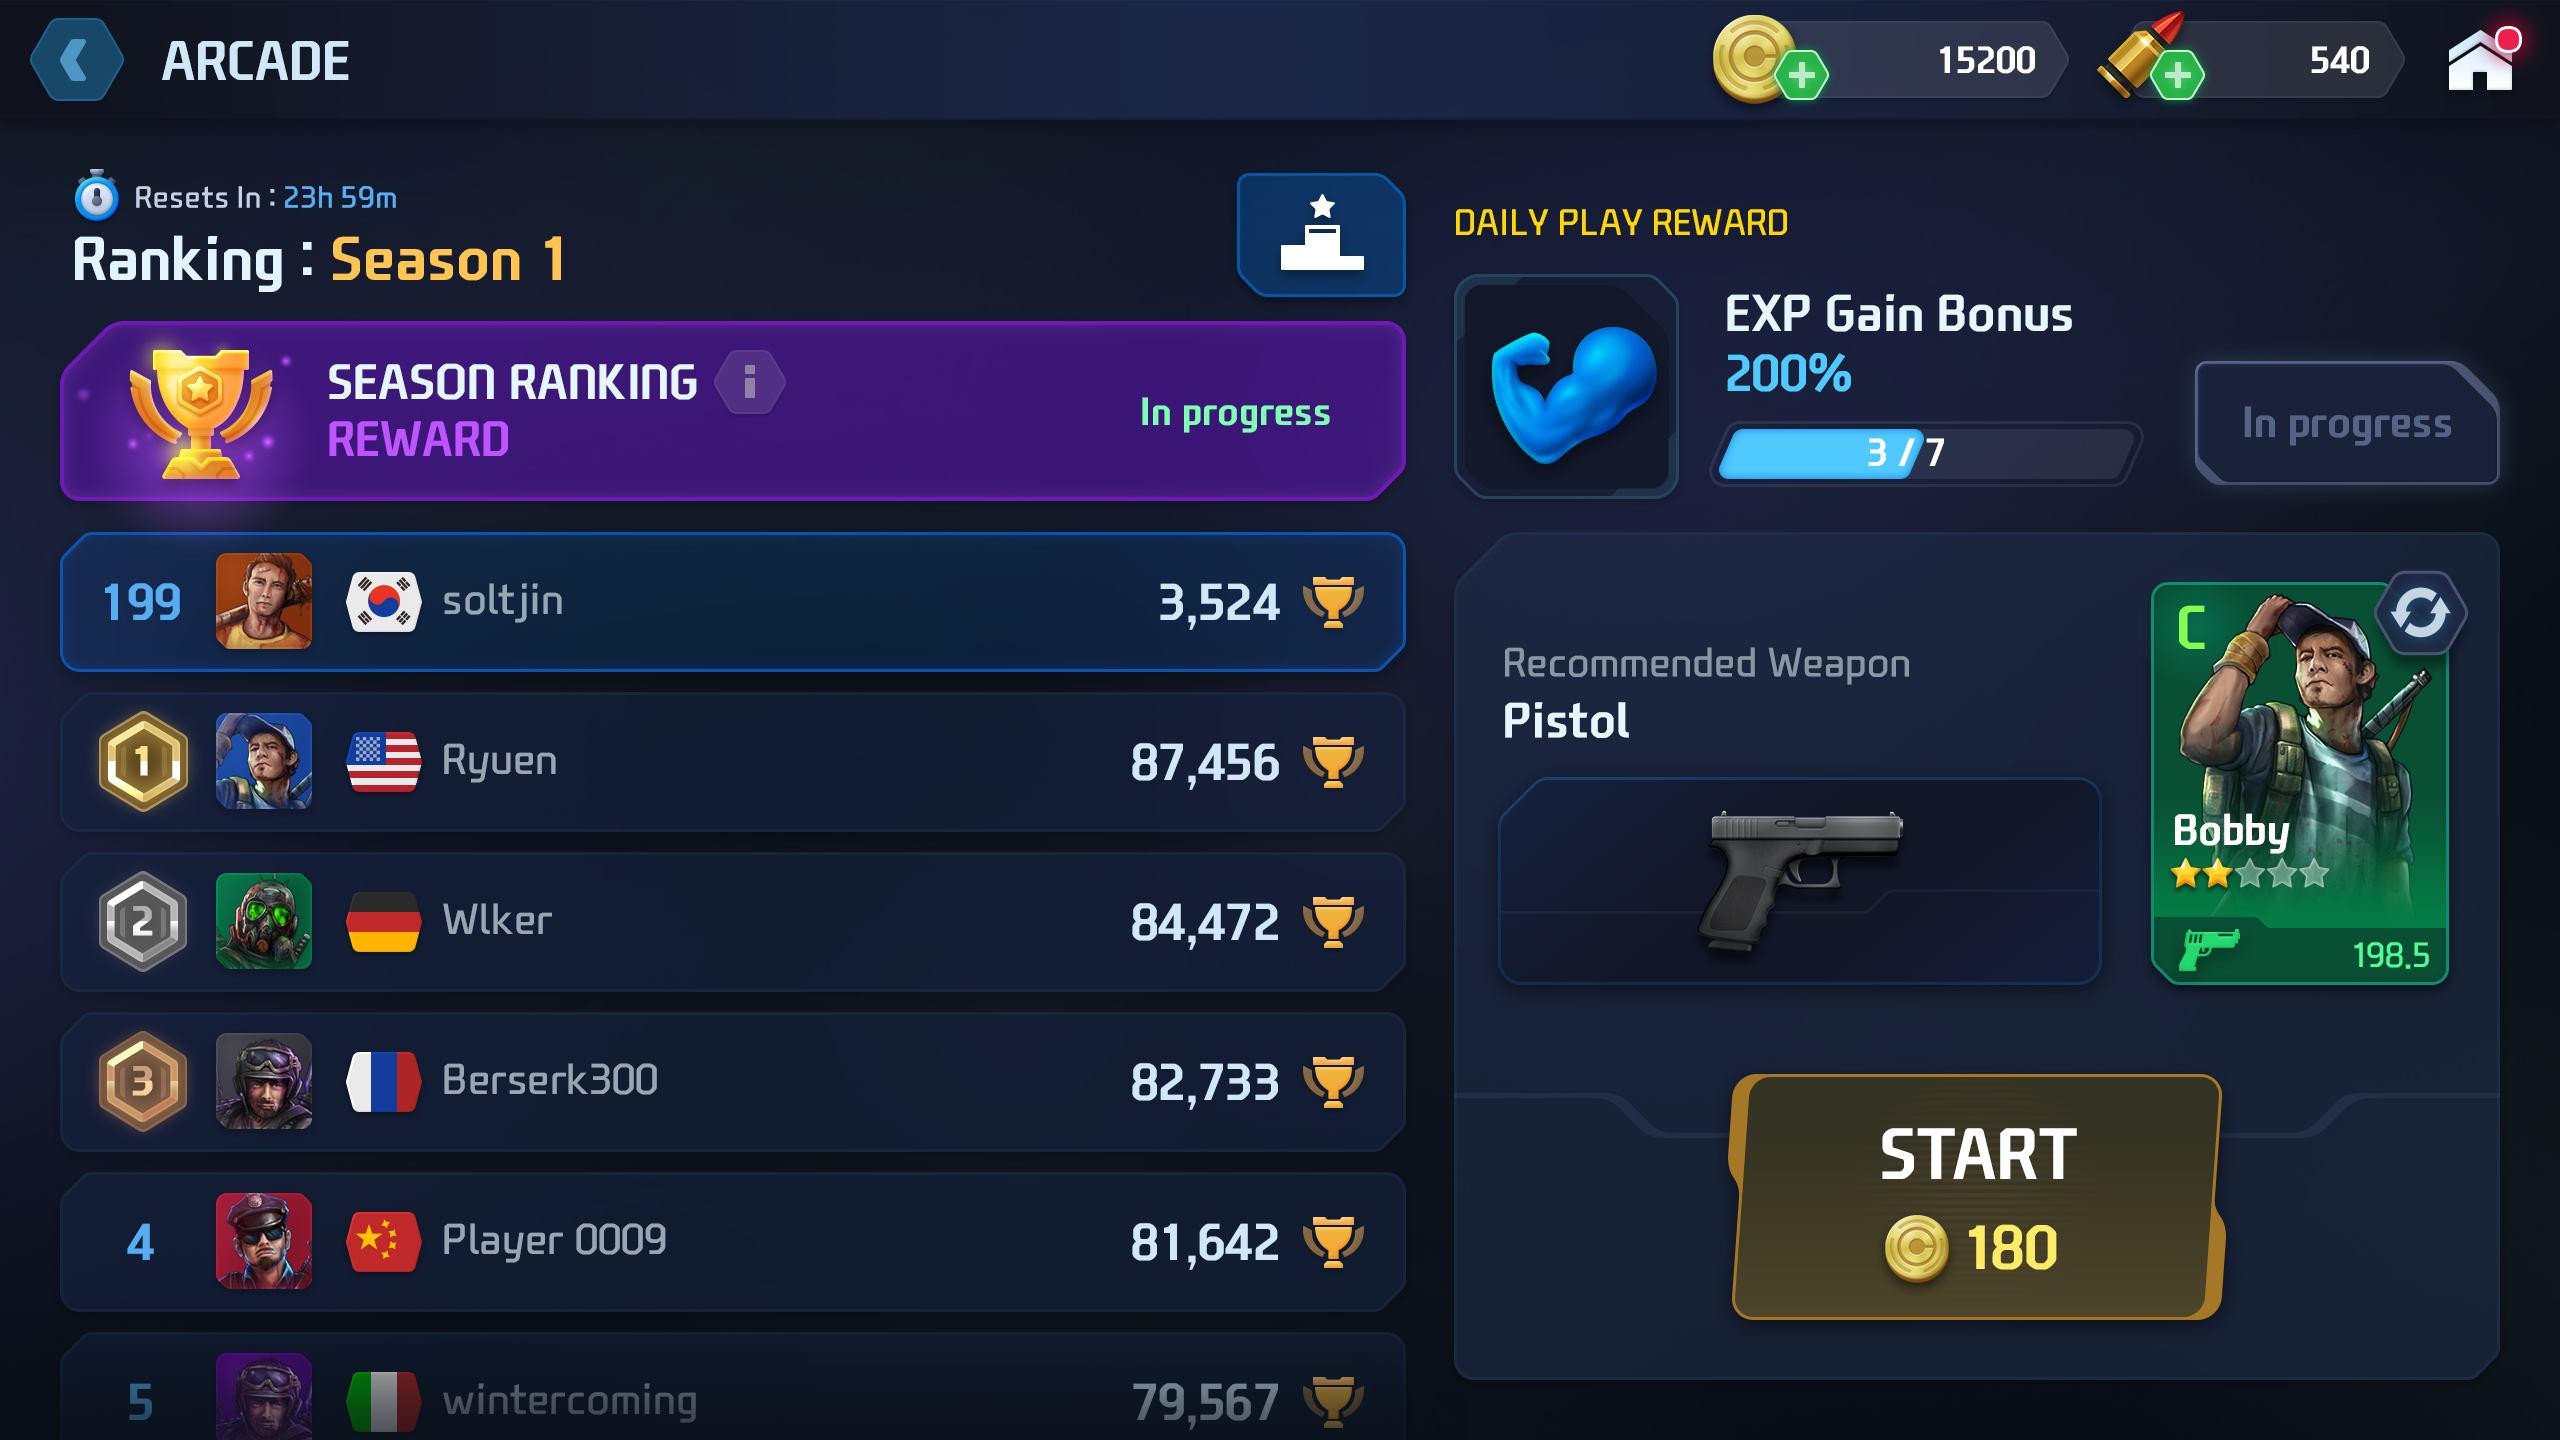 ARCADE
15200
540
Resets In : 23h 59m
Ranking : Season 1
SEASON RANKING
REWARD
In progress
199
soltjin
3,524
1
Ryuen
87,456
2
Wlker
84,472
3
Berserk300
82,733
4
Player 0009
81,642
5
wintercoming
79,567
DAILY PLAY REWARD
EXP Gain Bonus
200%
3 / 7
In progress
Recommended Weapon
Pistol
C
Bobby
198.5
START
180